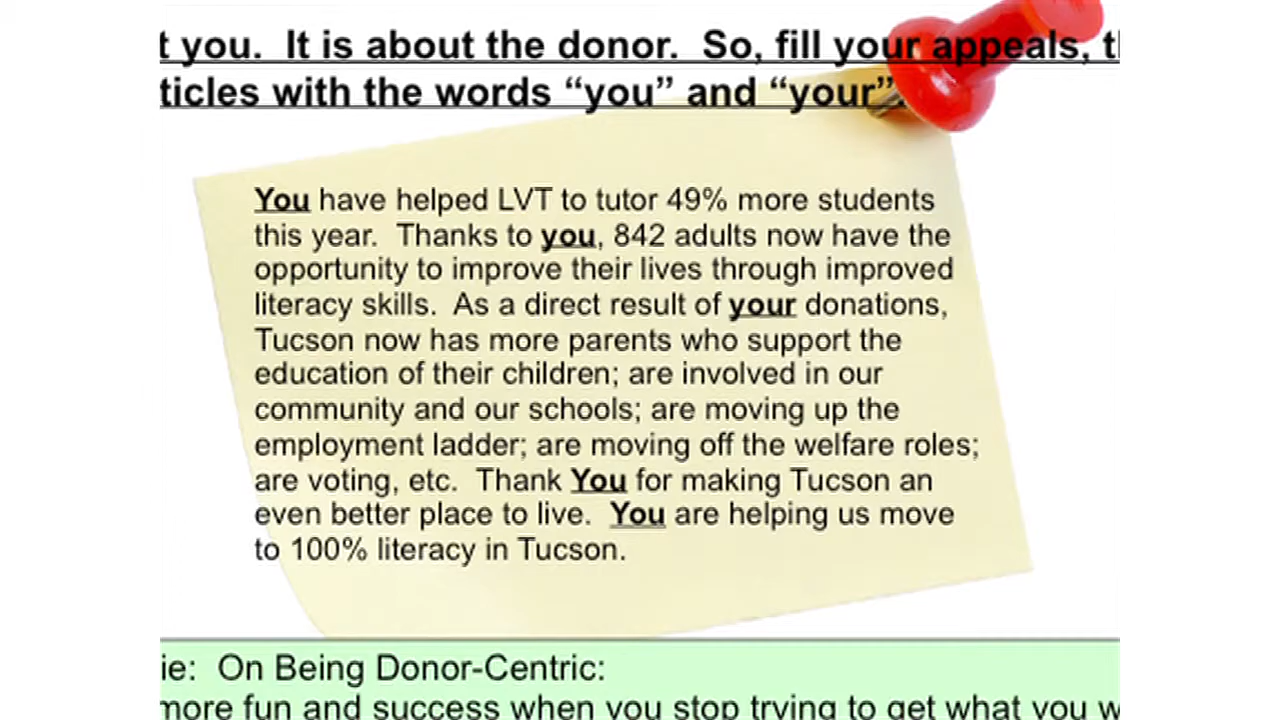 t you.  It is about the donor.  So, fill your appeals, t
ticles with the words “you” and “your”.
You have helped LVT to tutor 49% more students
this year.  Thanks to you, 842 adults now have the
opportunity to improve their lives through improved
literacy skills.  As a direct result of your donations,
Tucson now has more parents who support the
education of their children; are involved in our
community and our schools; are moving up the
employment ladder; are moving off the welfare roles;
are voting, etc.  Thank You for making Tucson an
even better place to live.  You are helping us move
to 100% literacy in Tucson.
ie:  On Being Donor-Centric:
more fun and success when you stop trying to get what you w